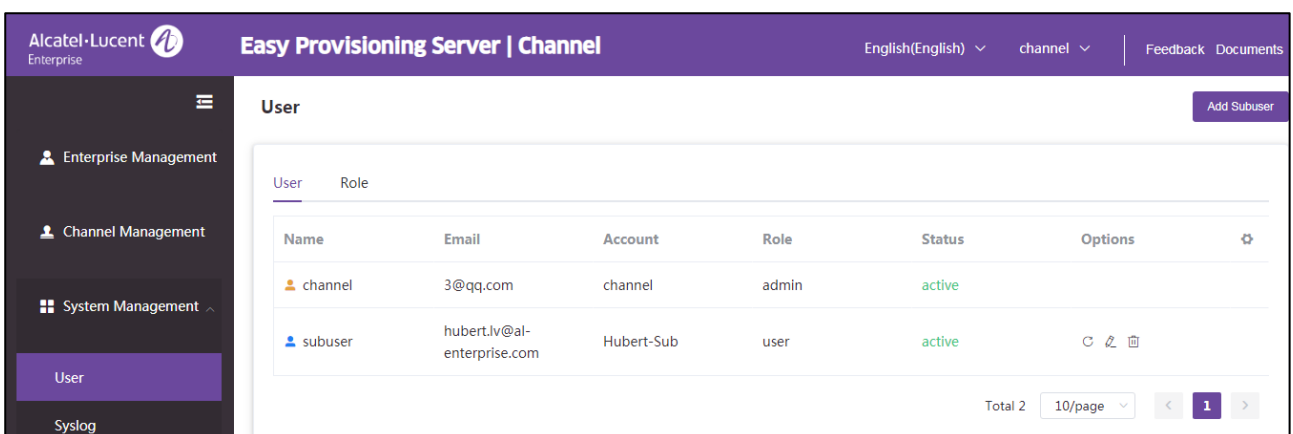 Alcatel·Lucent
Enterprise
Easy Provisioning Server | Channel
English(English)
channel
Feedback Documents
User
Add Subuser
Enterprise Management
User Role
Channel Management
Name Email Account Role Status Options
channel 3@qq.com channel admin active
System Management
subuser hubert.lv@al-
enterprise.com Hubert-Sub user active
User
Total 2 10/page < 1 >
Syslog